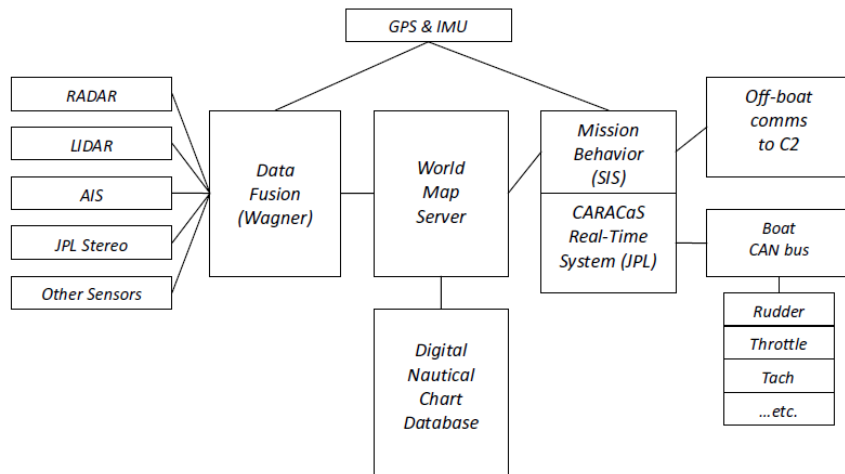 GPS & IMU
RADAR
LIDAR
AIS
JPL Stereo
Other Sensors
Data
Fusion
(Wagner)
World
Map
Server
Digital
Nautical
Chart
Database
Mission
Behavior
(SIS)
CARACaS
Real-Time
System (JPL)
Off-boat
comms
to C2
Boat
CAN bus
Rudder
Throttle
Tach
...etc.